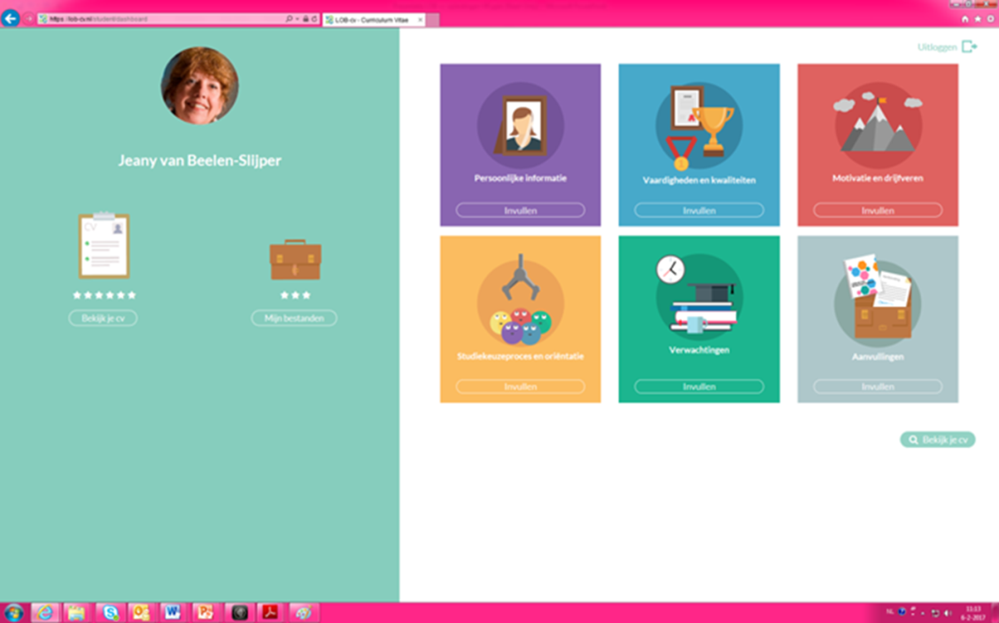 https://lob-cv.nl/student/dashboard
LOB-cv - Curriculum Vitae
Uitloggen
Jeany van Beelen-Slijper
CV
Bekijk je cv
Mijn bestanden
Persoonlijke informatie
Invullen
Vaardigheden en kwaliteiten
Invullen
Motivatie en drijfveren
Invullen
A
Studiekeuzeproces en oriëntatie
Invullen
Verwachtingen
Invullen
Aanvullingen
Invullen
Bekijk je cv
NL
11:13
6-2-2017